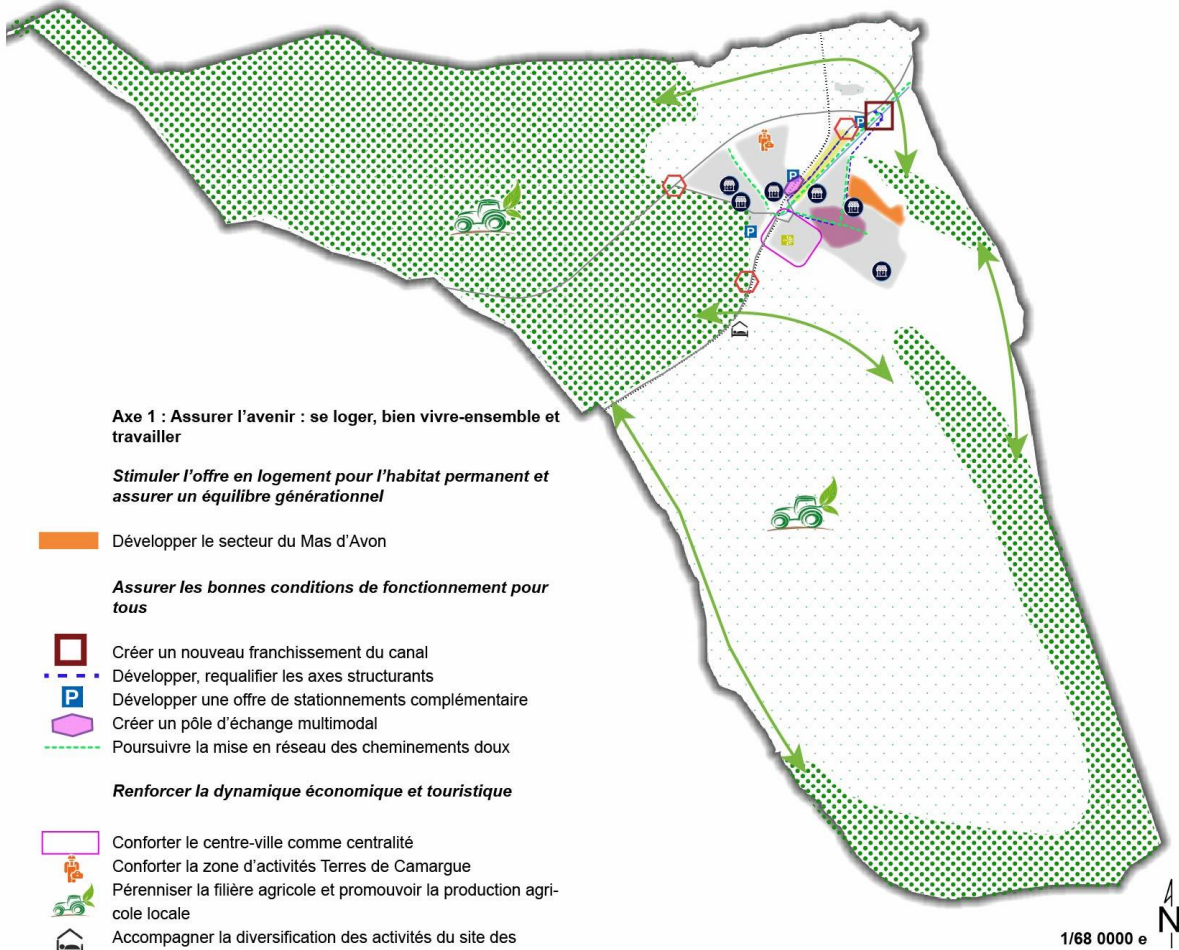 P
P
P
Axe 1 : Assurer l'avenir : se loger, bien vivre-ensemble et
travailler
Stimuler l'offre en logement pour l'habitat permanent et
assurer un équilibre générationnel
Développer le secteur du Mas d'Avon
Assurer les bonnes conditions de fonctionnement pour
tous
Créer un nouveau franchissement du canal
Développer, requalifier les axes structurants
P Développer une offre de stationnements complémentaire
Créer un pôle d'échange multimodal
Poursuivre la mise en réseau des cheminements doux
Renforcer la dynamique économique et touristique
Conforter le centre-ville comme centralité
Conforter la zone d'activités Terres de Camargue
Pérenniser la filière agricole et promouvoir la production agri-
cole locale
Accompagner la diversification des activités du site des
1/68 0000 e
N